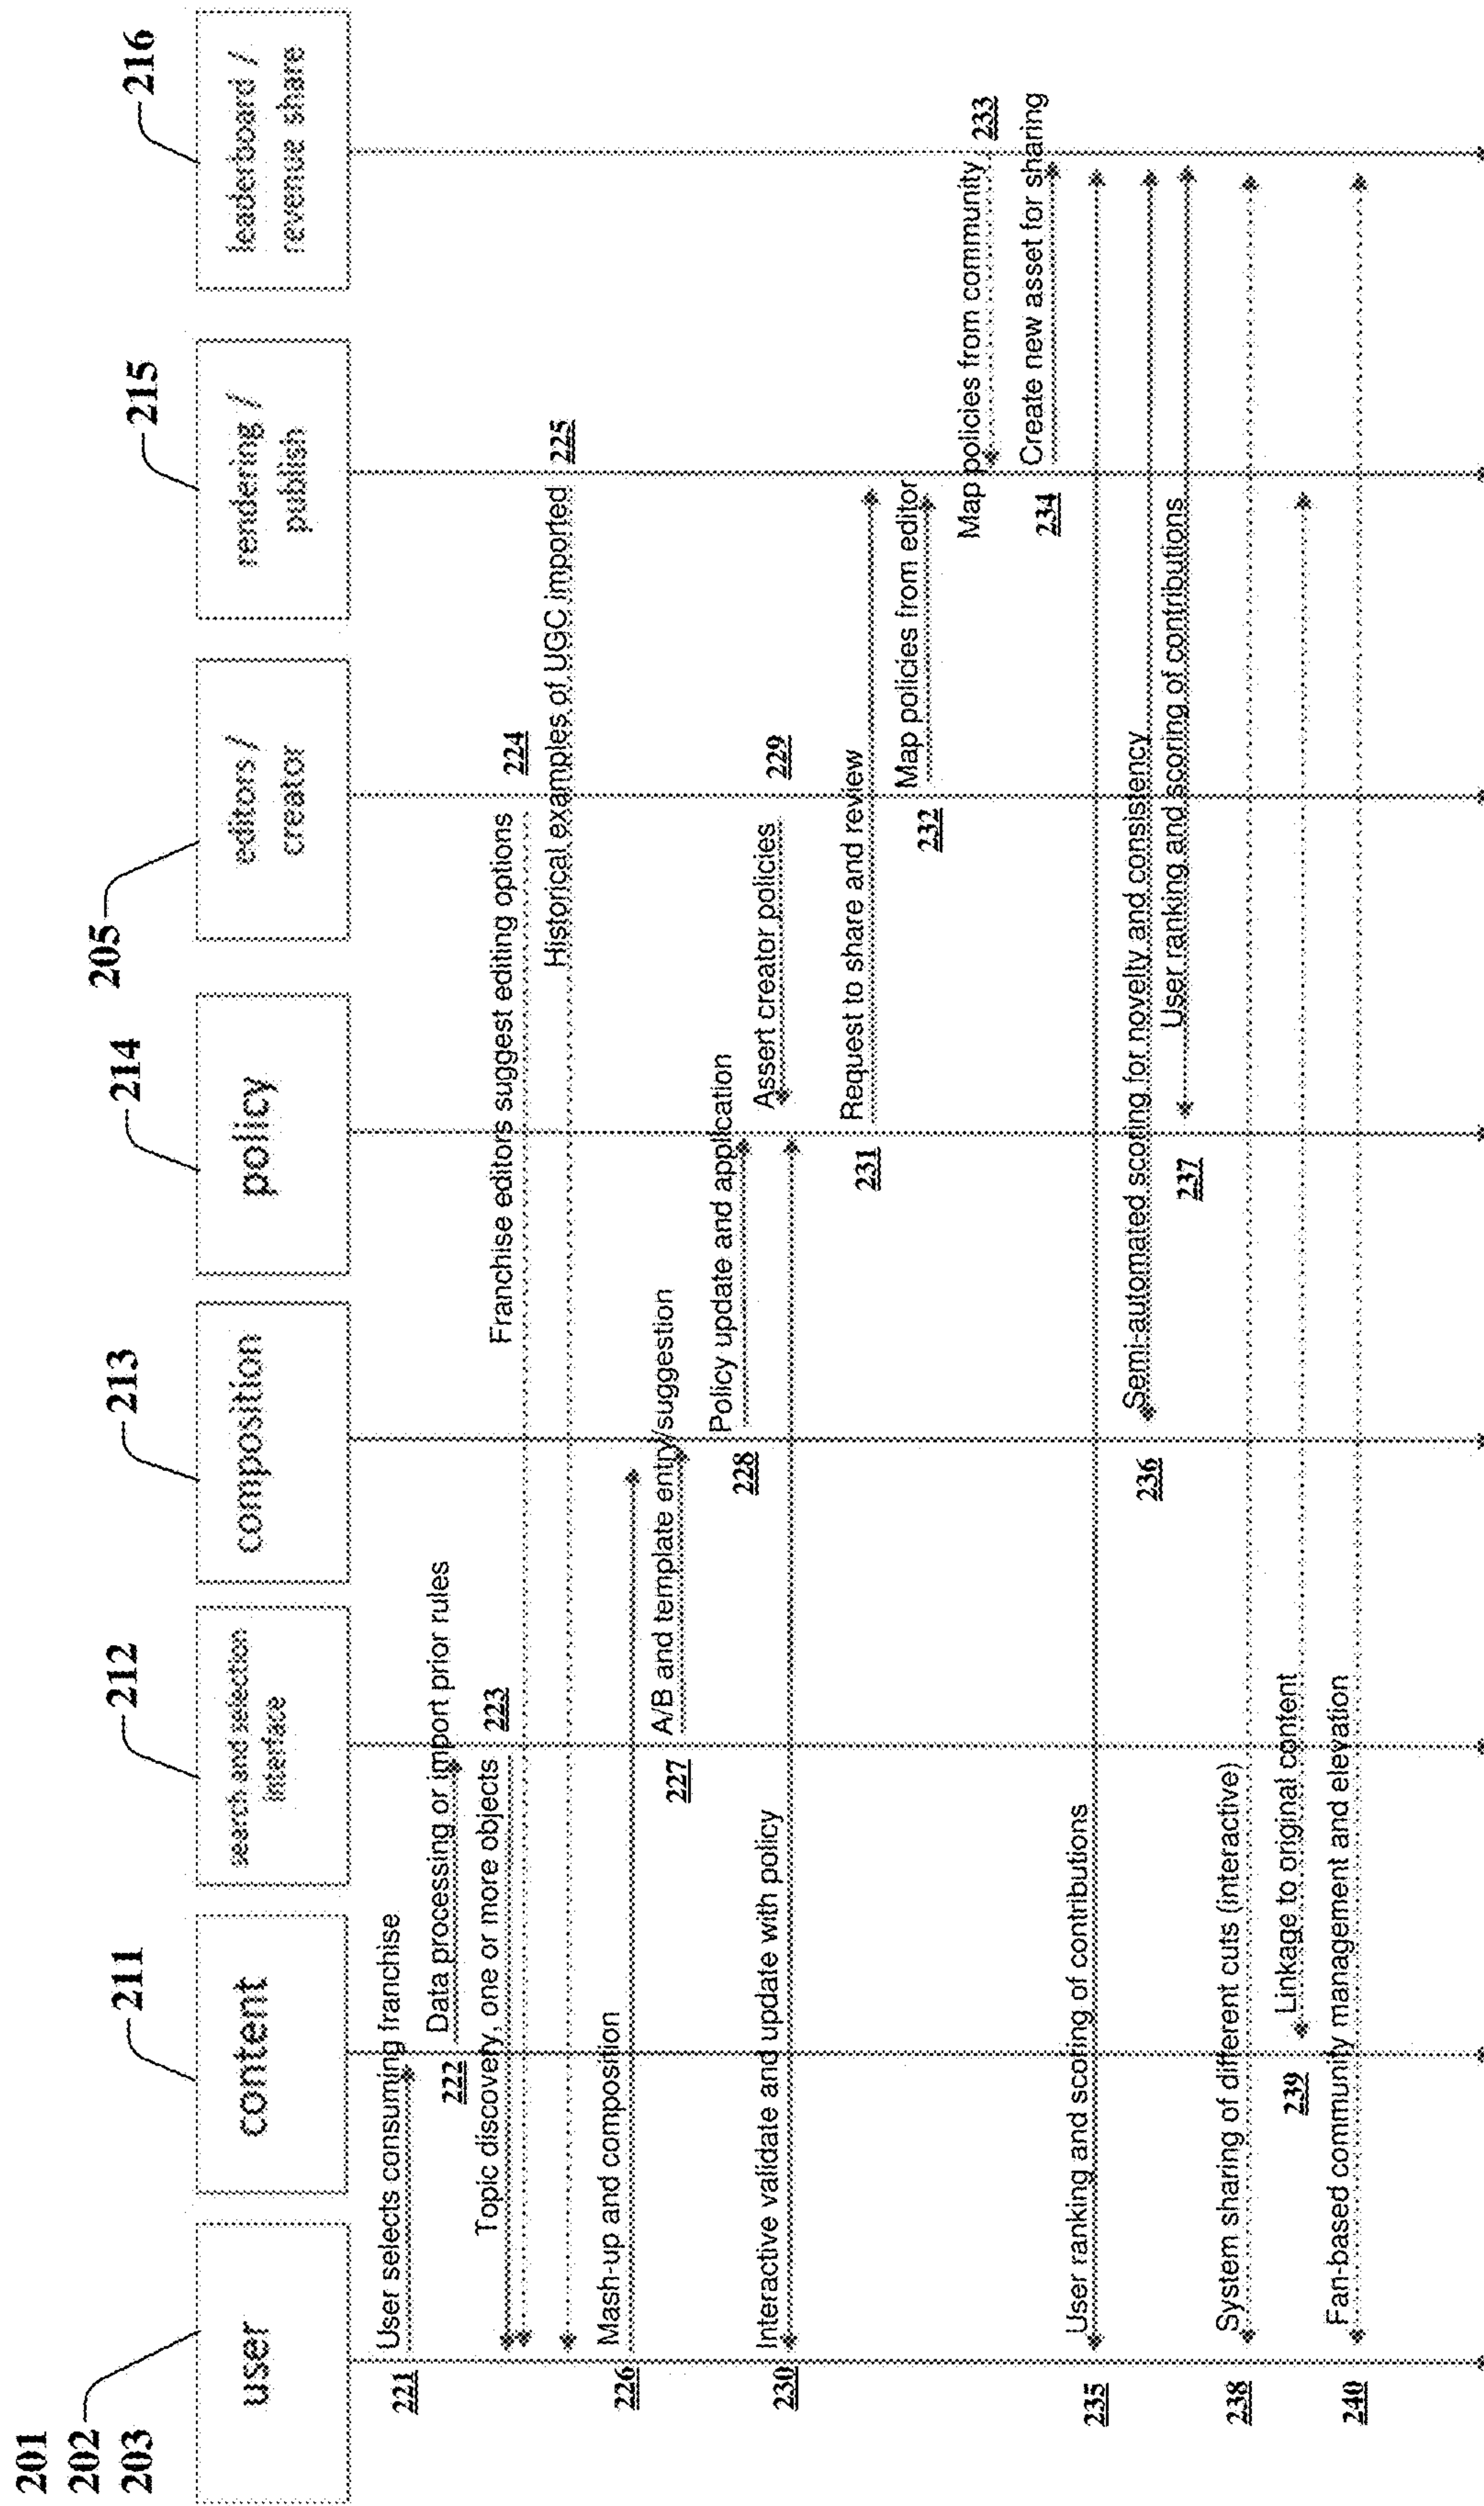 201
202
203
user
211
content
212
search and selection
interface
213
composition
214
policy
205
editors /
creator
215
rendering /
publish
216
leaderboard /
revenue share
User selects consuming franchise
221
Data processing or import prior rules
222
Topic discovery, one or more objects
223
Franchise editors suggest editing options
224
Historical examples of UGC imported
225
Mash-up and composition
226
A/B and template entry/suggestion
227
Policy update and application
228
Assert creator policies
229
Interactive validate and update with policy
230
Request to share and review
231
Map policies from editor
232
Map policies from community
233
Create new asset for sharing
234
User ranking and scoring of contributions
235
Semi-automated scoring for novelty and consistency
236
User ranking and scoring of contributions
237
System sharing of different cuts (interactive)
238
Linkage to original content
239
Fan-based community management and elevation
240